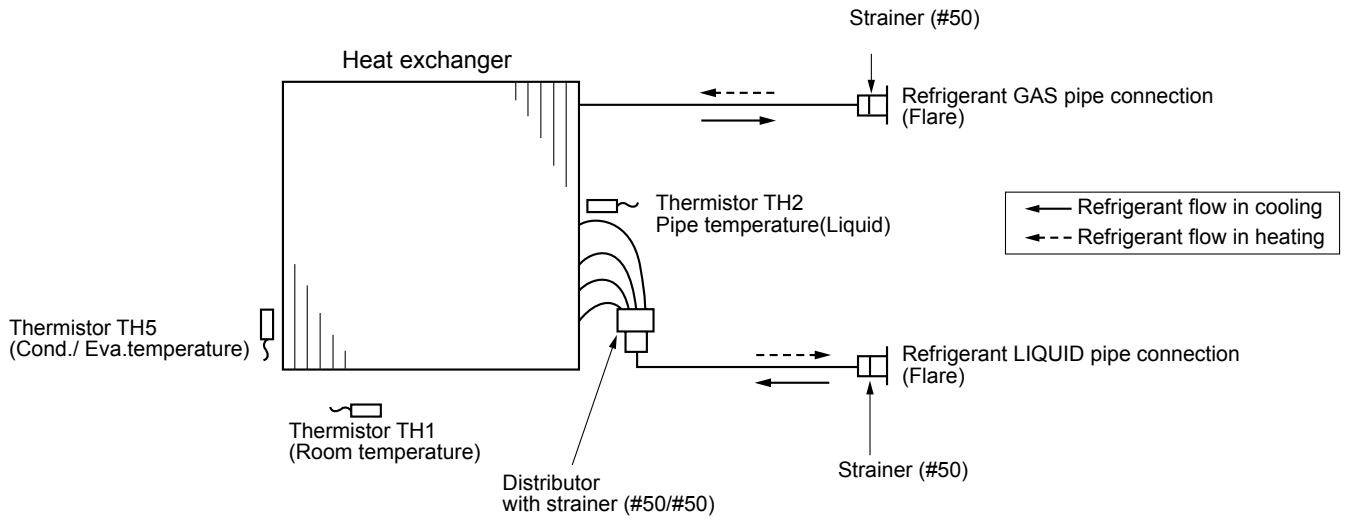 Strainer (#50)
Heat exchanger
Refrigerant GAS pipe connection
(Flare)
Thermistor TH2
Pipe temperature(Liquid)
Refrigerant flow in cooling
Refrigerant flow in heating
Thermistor TH5
(Cond./ Eva.temperature)
Refrigerant LIQUID pipe connection
(Flare)
Thermistor TH1
(Room temperature)
Strainer (#50)
Distributor
with strainer (#50/#50)